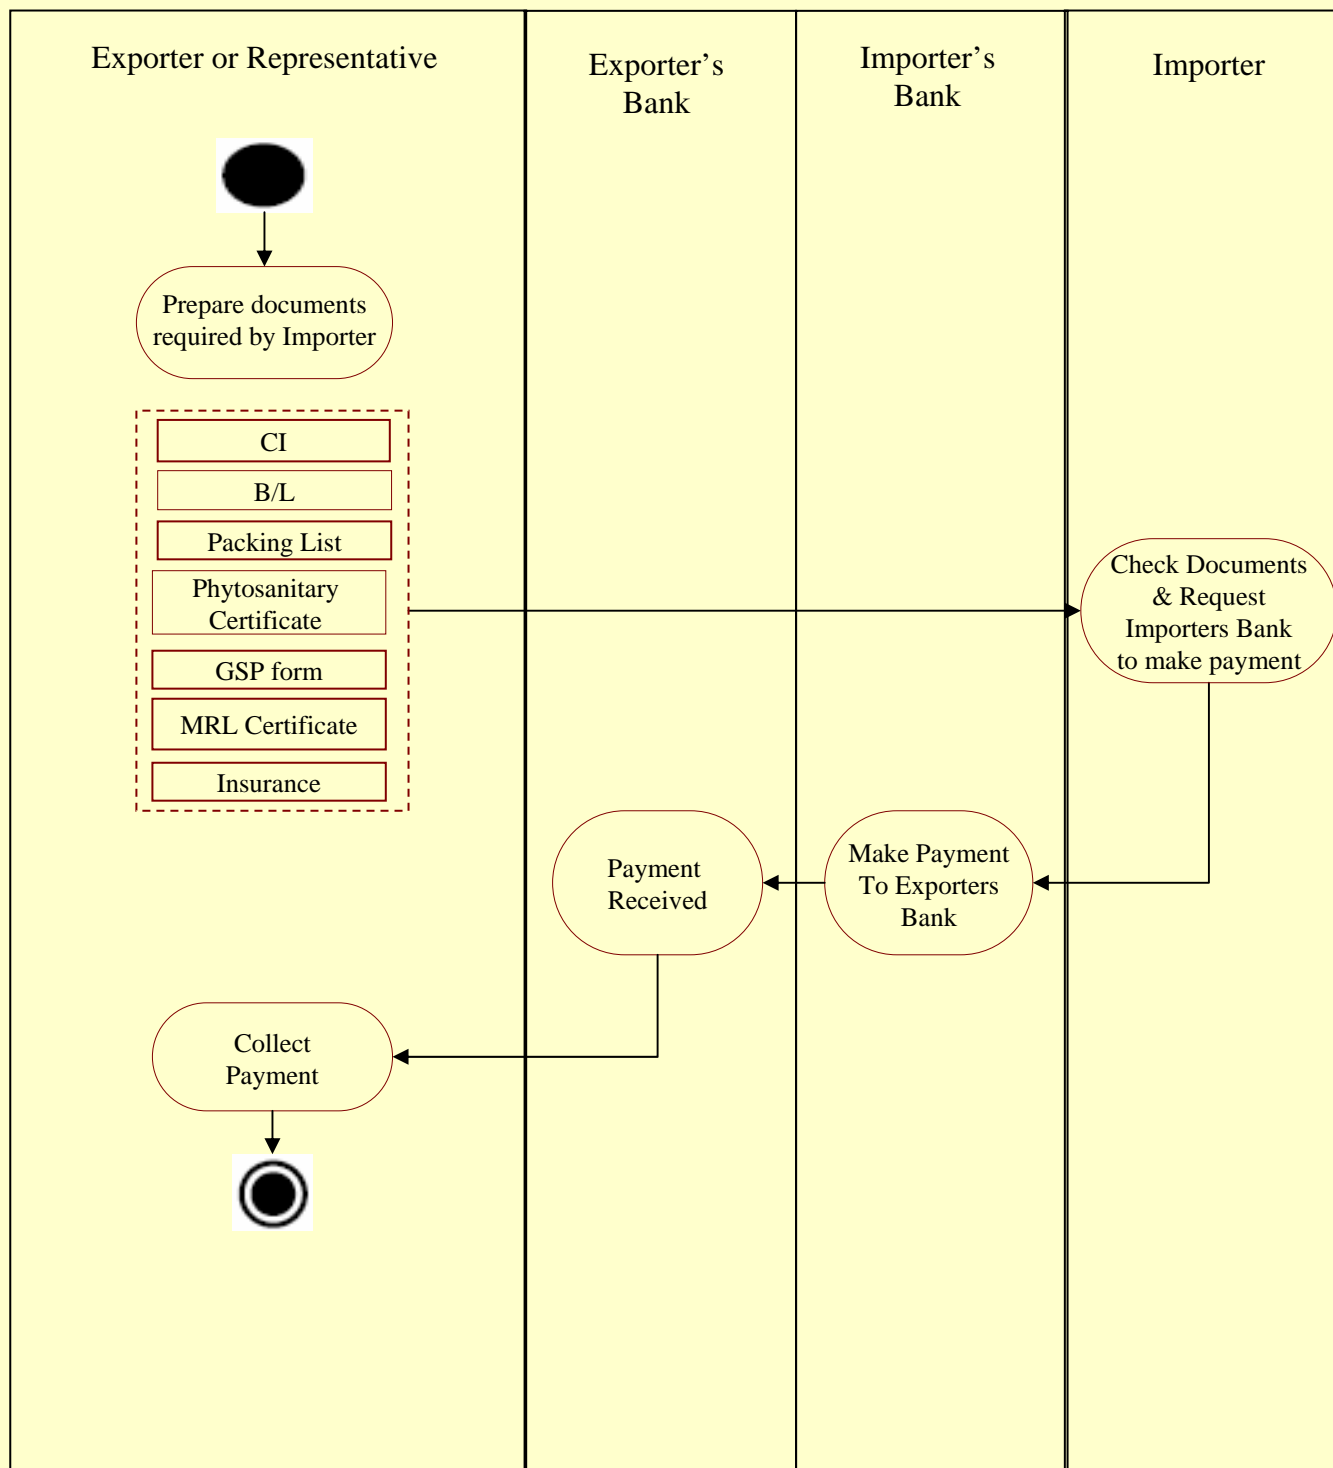 Exporter or Representative
Exporter’s
Bank
Importer’s
Bank
Importer
Prepare documents
required by Importer
CI
B/L
Packing List
Phytosanitary
Certificate
GSP form
MRL Certificate
Insurance
Check Documents
& Request
Importers Bank
to make payment
Make Payment
To Exporters
Bank
Payment
Received
Collect
Payment